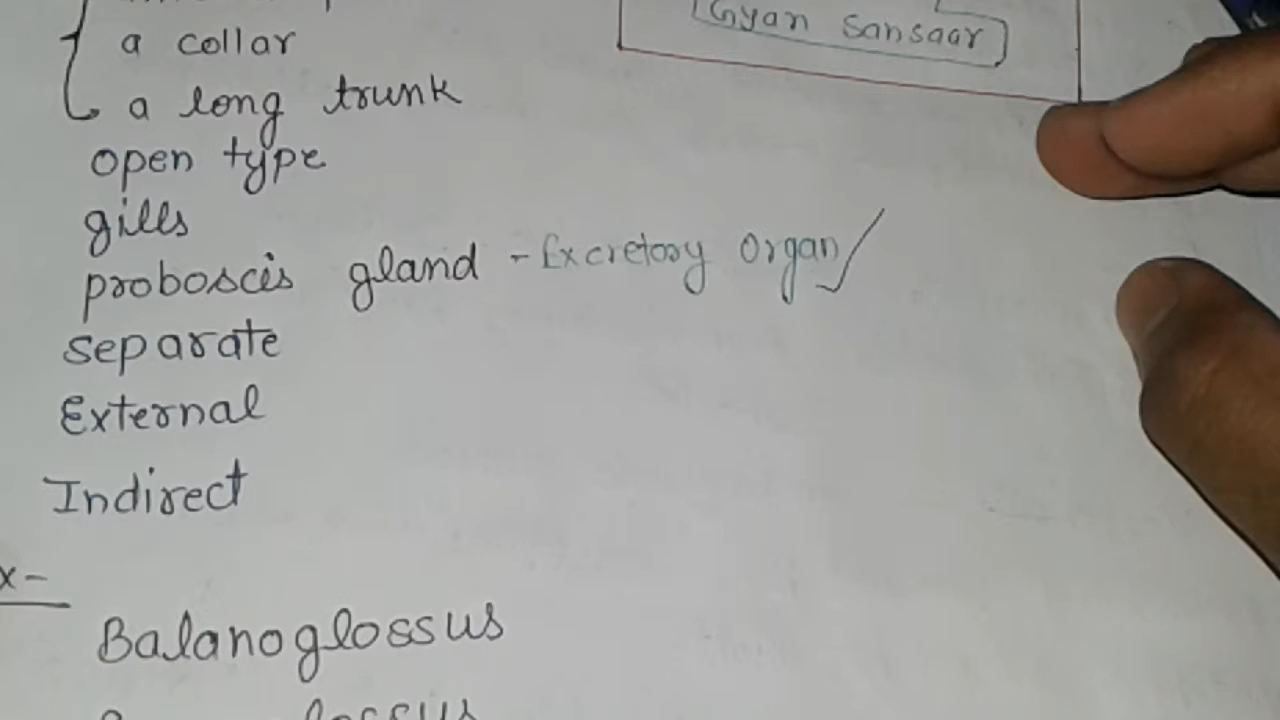 Gyan Sansaar
a collar
a long trunk
open type
gills
proboscis gland - Excretory Organ
separate
External
Indirect
x-
Balanoglossus